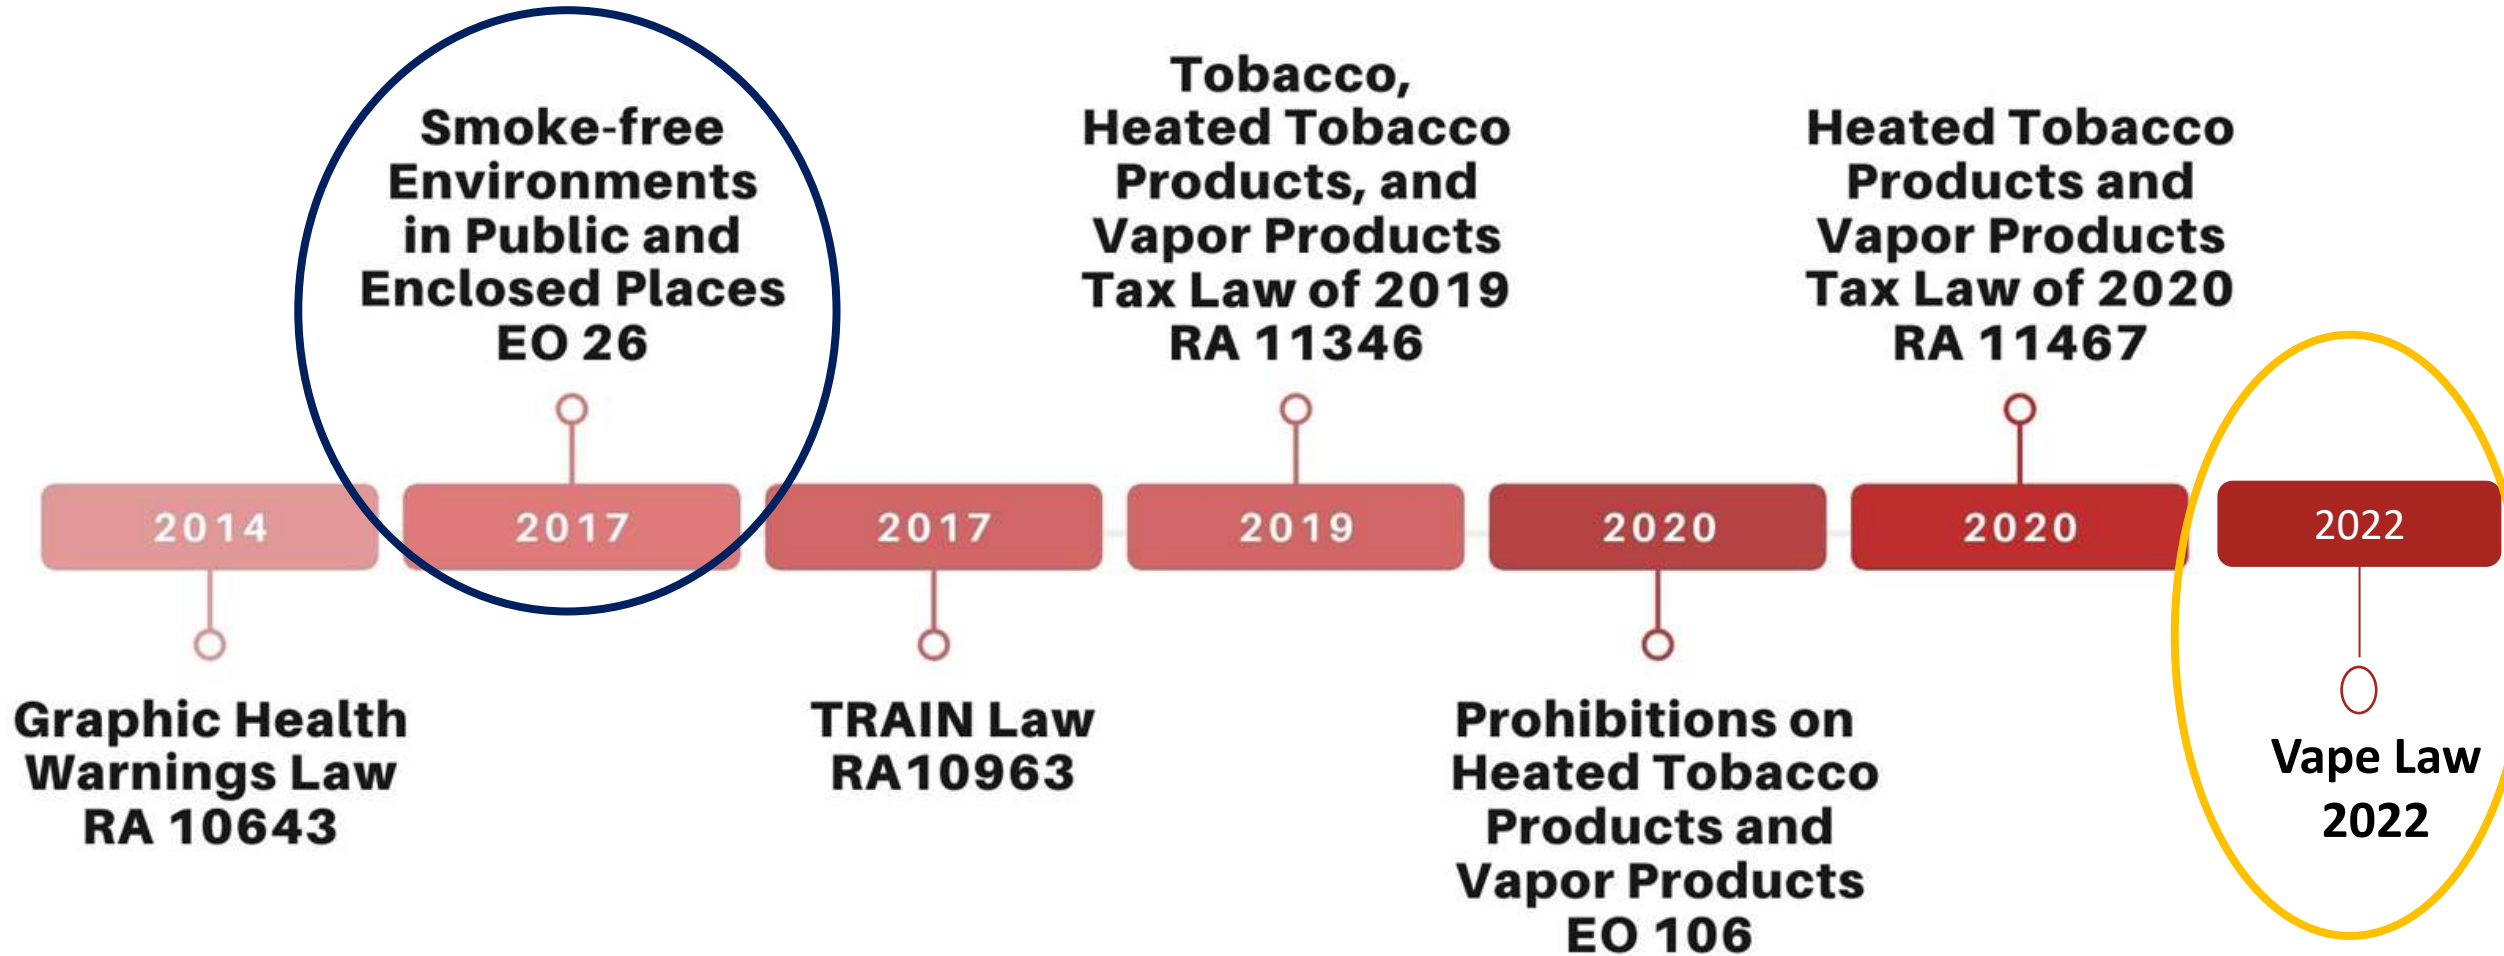 Smoke-free
Environments
in Public and
Enclosed Places
EO 26
Tobacco,
Heated Tobacco
Products, and
Vapor Products
Tax Law of 2019
RA 11346
Heated Tobacco
Products and
Vapor Products
Tax Law of 2020
RA 11467
2014
2017
2017
2019
2020
2020
2022
Graphic Health
Warnings Law
RA 10643
TRAIN Law
RA10963
Prohibitions on
Heated Tobacco
Products and
Vapor Products
EO 106
Vape Law
2022